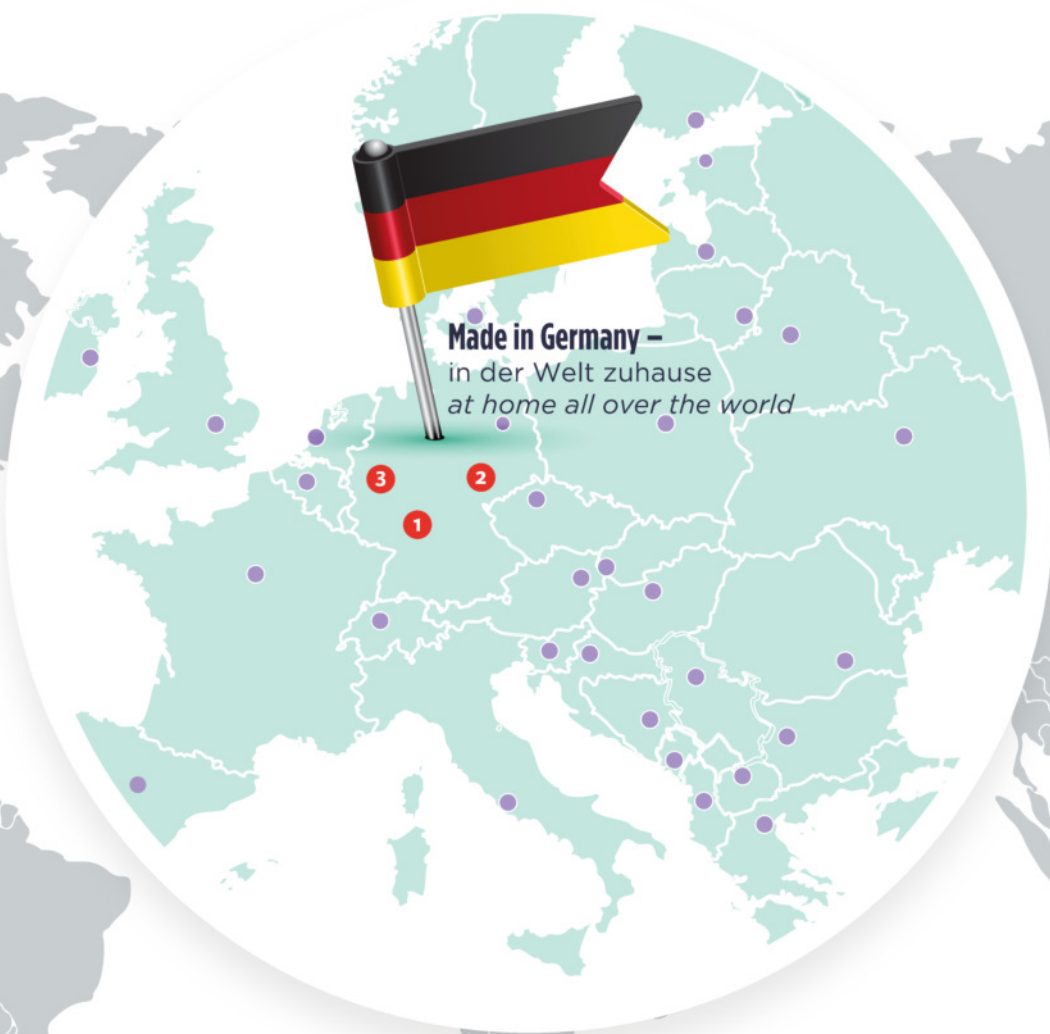 Made in Germany –
in der Welt zuhause
at home all over the world
3
2
1